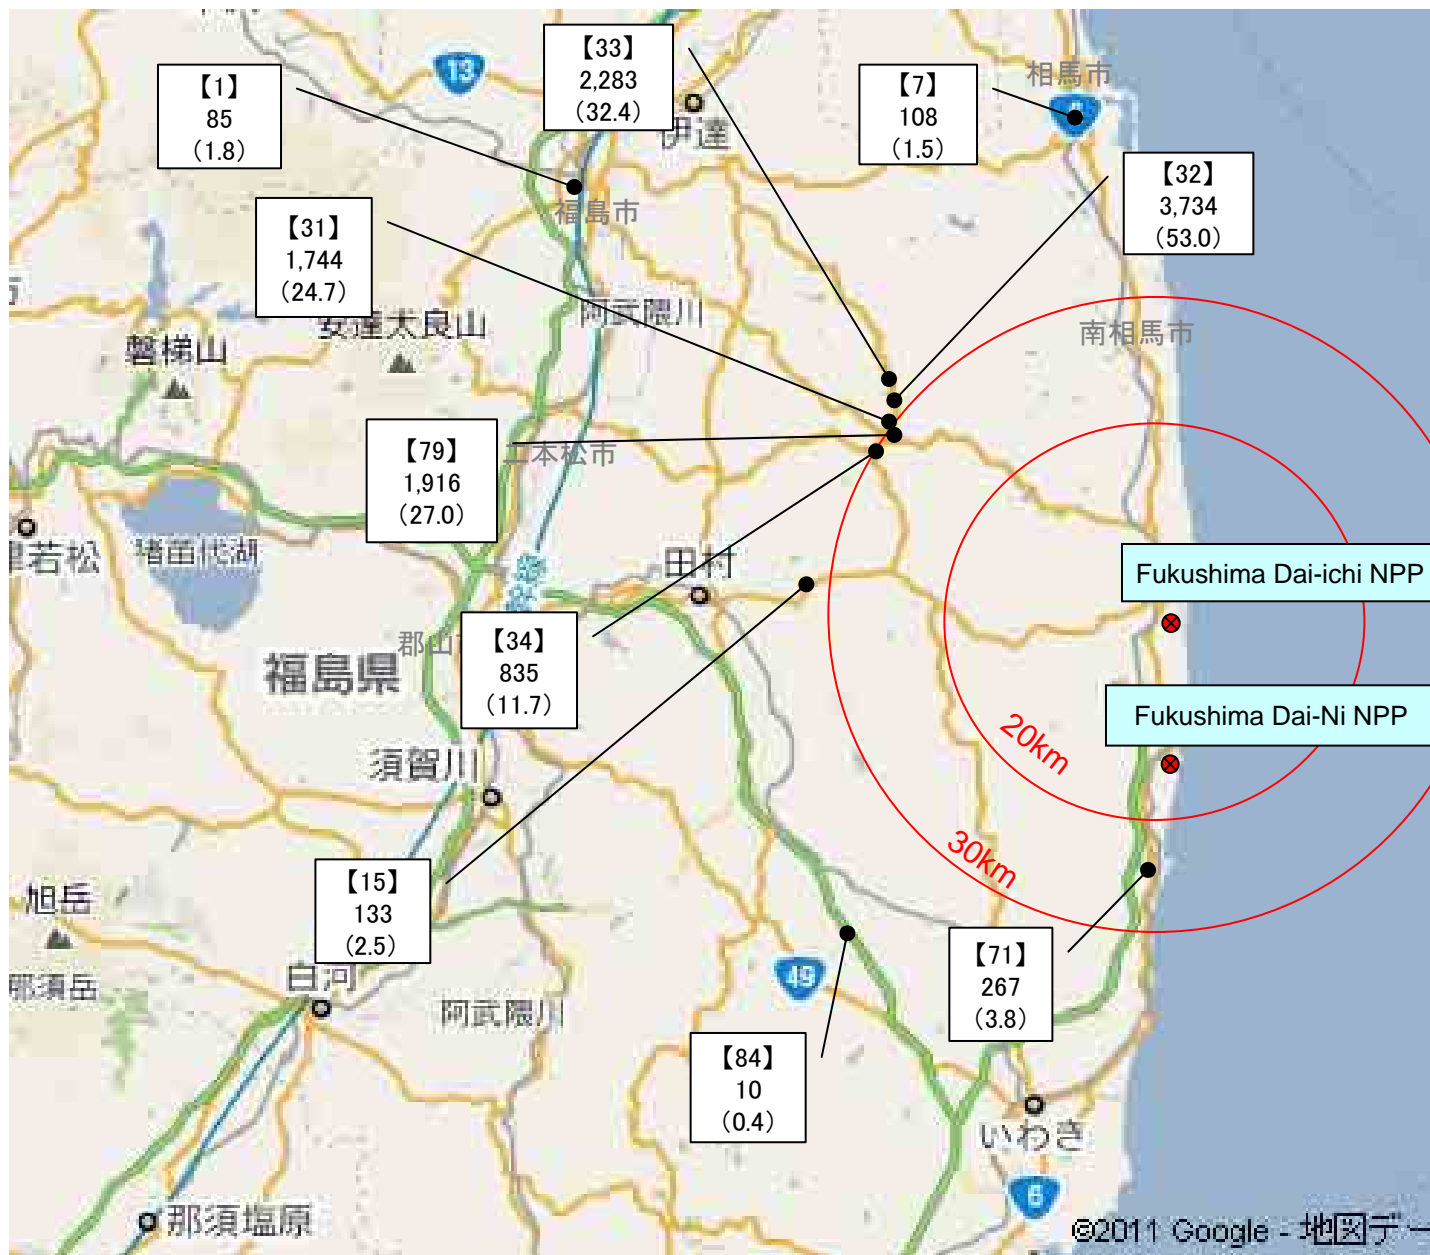 【33】
2,283
(32.4)
13
相馬市
【1】
85
(1.8)
【7】
108
(1.5)
伊達
【32】
3,734
(53.0)
福島市
【31】
1,744
(24.7)
阿武隈川
安達太良山
南相馬市
磐梯山
【79】
1,916
(27.0)
二本松市
猪苗代湖
若松
田村
Fukushima Dai-ichi NPP
【34】
835
(11.7)
郡山
福島県
Fukushima Dai-Ni NPP
20km
須賀川
30km
【15】
133
(2.5)
旭岳
【71】
267
(3.8)
白河
49
那須岳
阿武隈川
【84】
10
(0.4)
いわき
6
那須塩原
©2011 Google - 地図デー